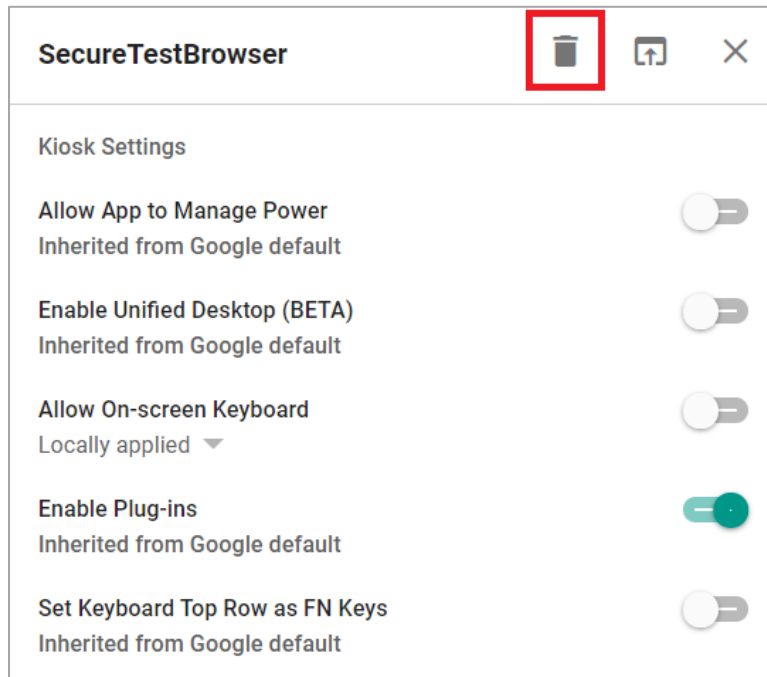 SecureTestBrowser
Kiosk Settings
Allow App to Manage Power
Inherited from Google default
Enable Unified Desktop (BETA)
Inherited from Google default
Allow On-screen Keyboard
Locally applied
Enable Plug-ins
Inherited from Google default
Set Keyboard Top Row as FN Keys
Inherited from Google default